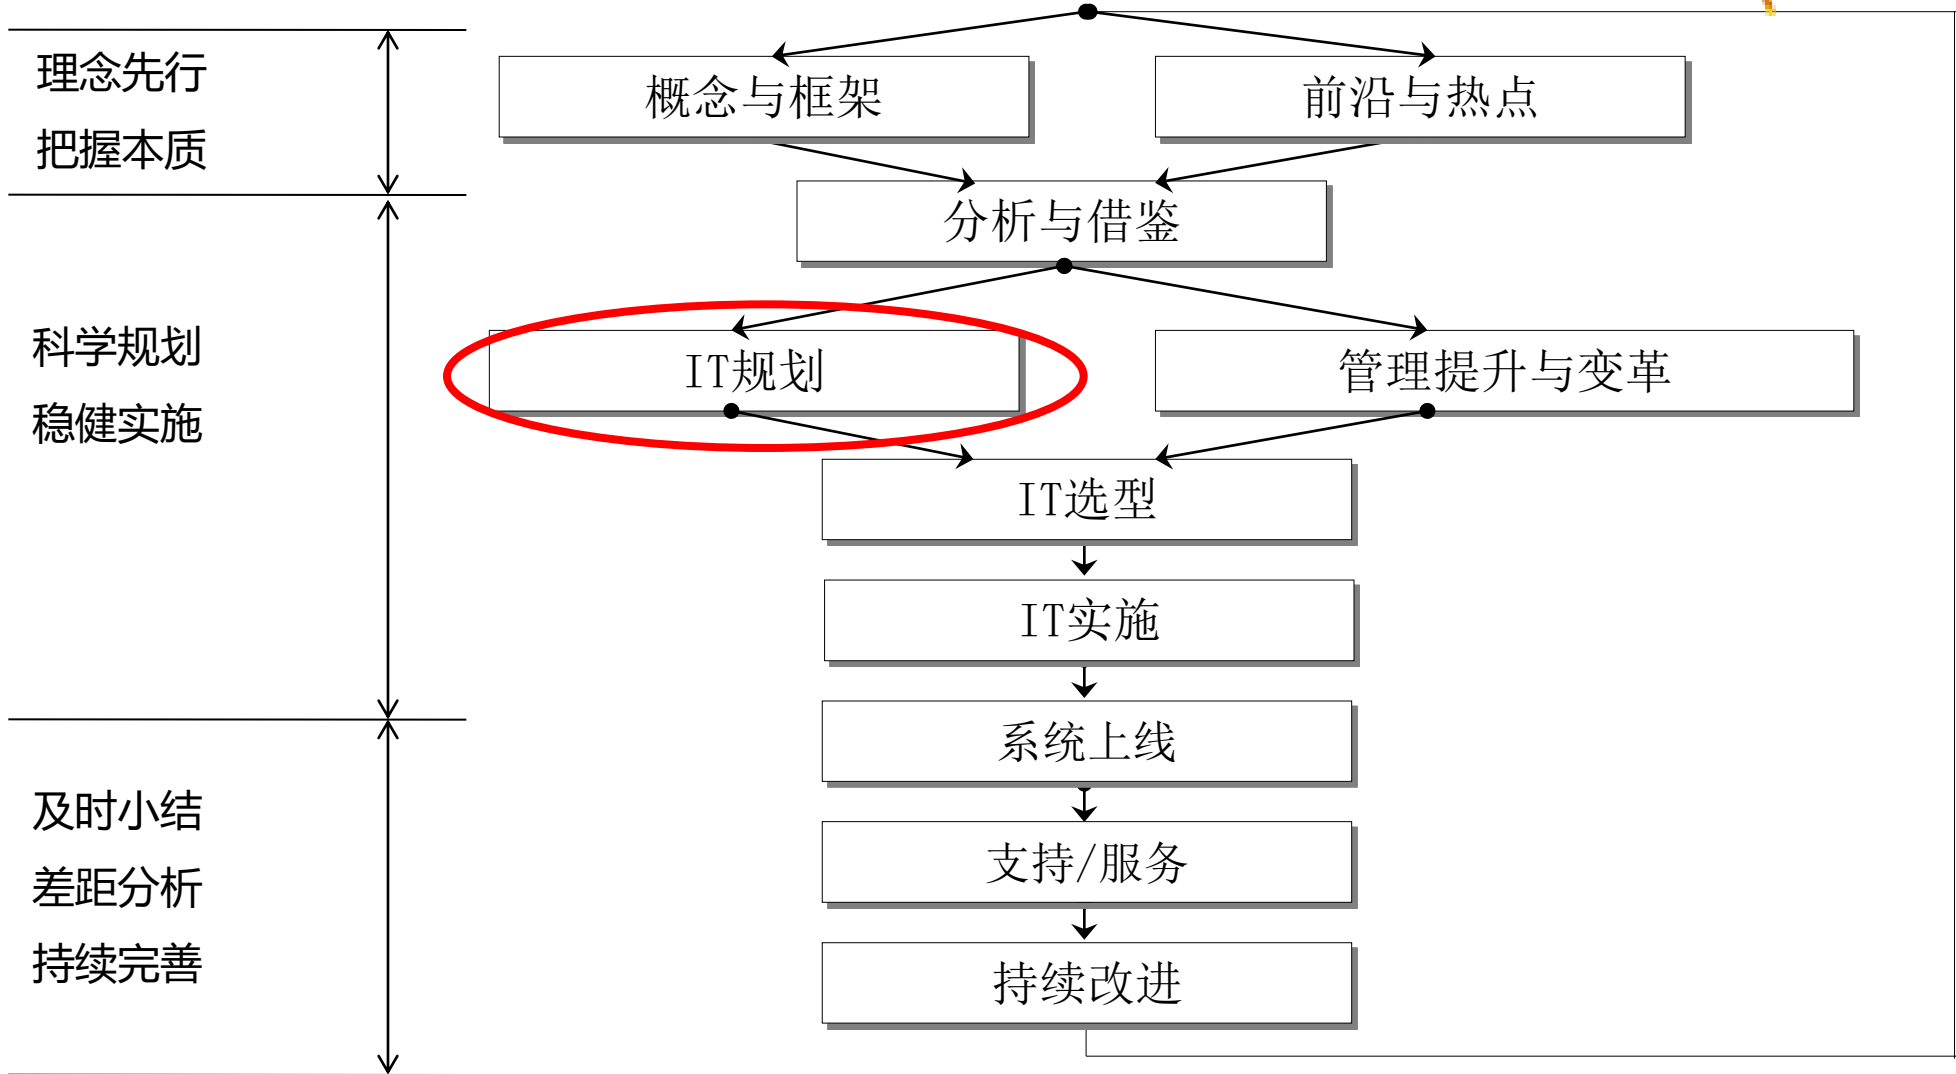 理念先行
把握本质
概念与框架
前沿与热点
分析与借鉴
科学规划
稳健实施
IT规划
管理提升与变革
IT选型
IT实施
系统上线
及时小结
差距分析
持续完善
支持/服务
持续改进